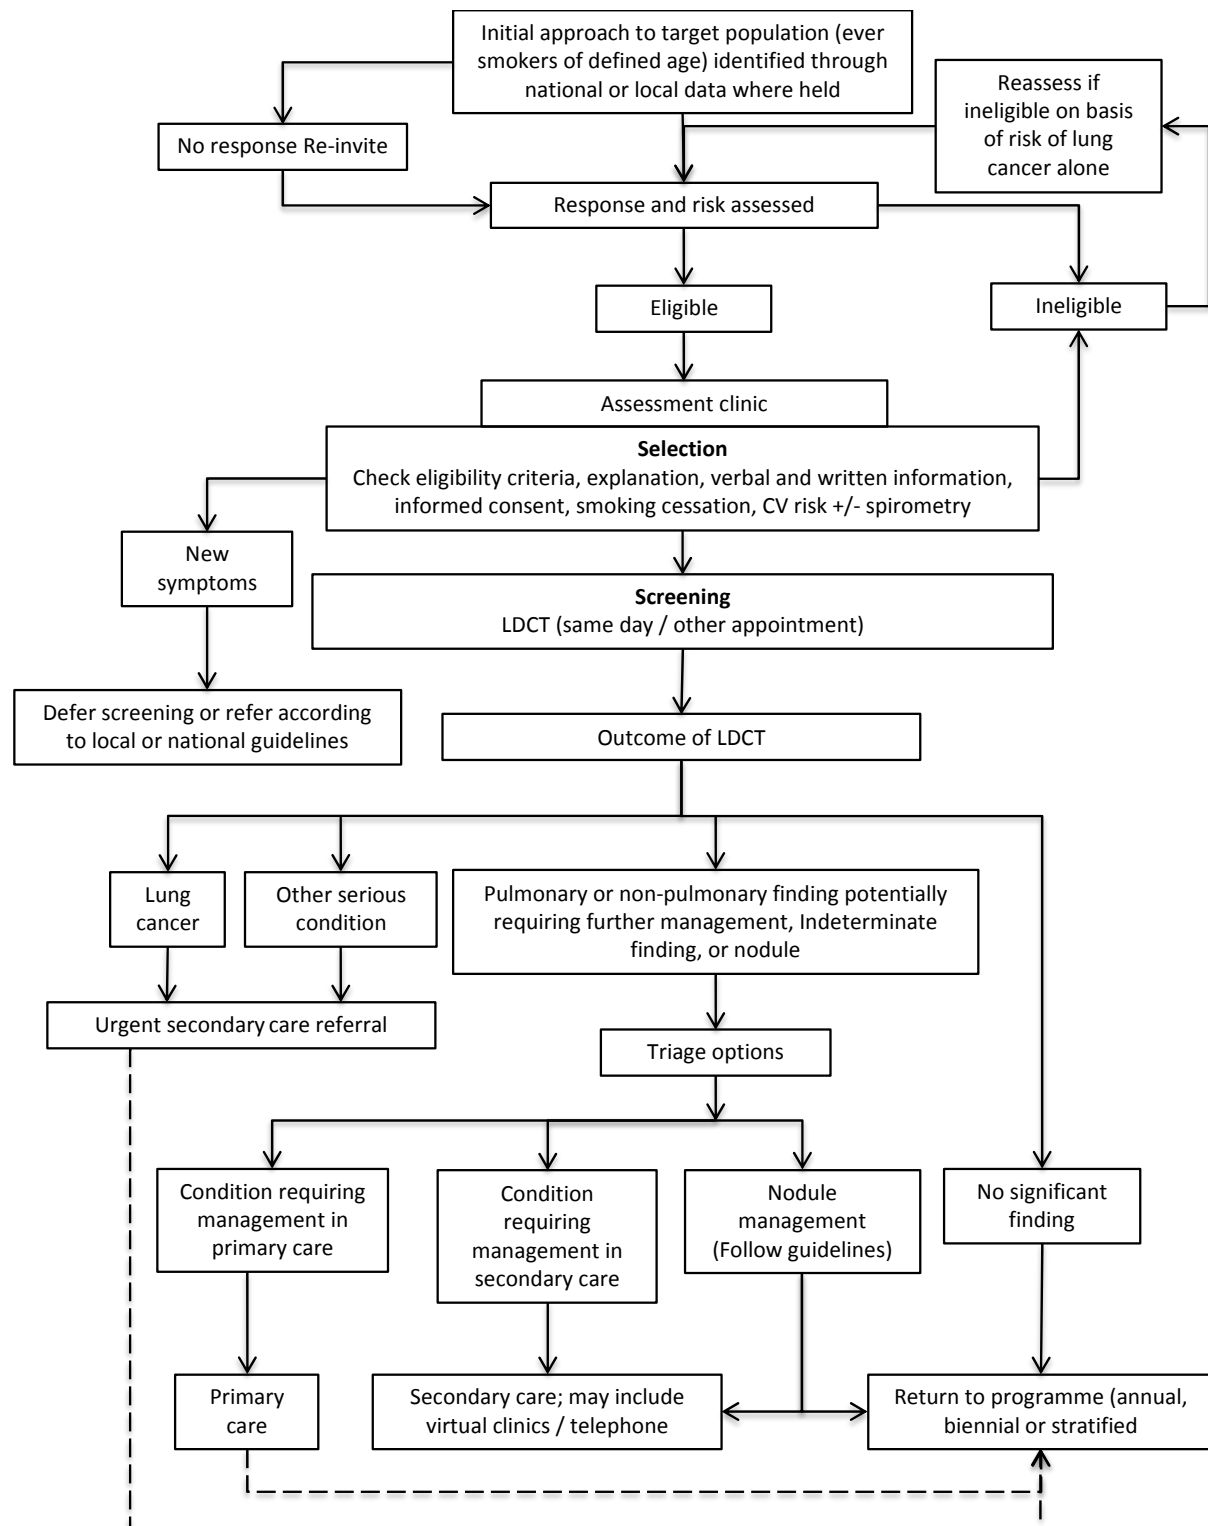 Initial approach to target population (ever
smokers of defined age) identified through
national or local data where held
Reassess if
ineligible on basis
of risk of lung
cancer alone
No response Re-invite
Response and risk assessed
Eligible
Ineligible
Assessment clinic
Selection
Check eligibility criteria, explanation, verbal and written information,
informed consent, smoking cessation, CV risk +/- spirometry
New
symptoms
Screening
LDCT (same day / other appointment)
Defer screening or refer according
to local or national guidelines
Outcome of LDCT
Lung
cancer
Other serious
condition
Pulmonary or non-pulmonary finding potentially
requiring further management, Indeterminate
finding, or nodule
Urgent secondary care referral
Triage options
Condition requiring
management in
primary care
Condition
requiring
management in
secondary care
Nodule
management
(Follow guidelines)
No significant
finding
Primary
care
Secondary care; may include
virtual clinics / telephone
Return to programme (annual,
biennial or stratified